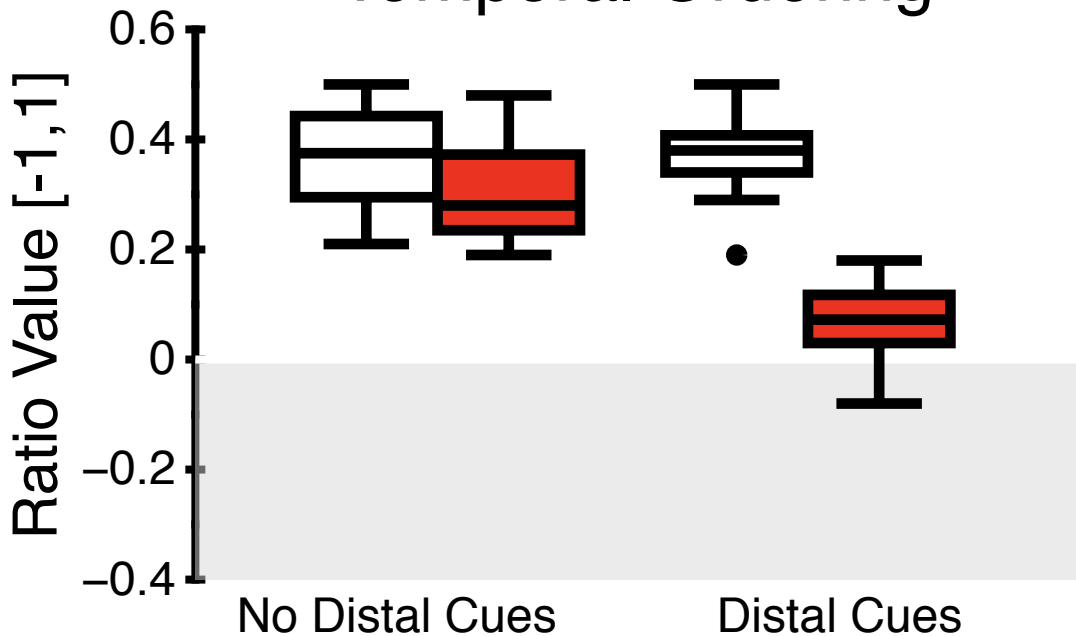 0.6
0.4
0.2
0
−0.2
−0.4
Ratio Value [-1,1]
No Distal Cues
Distal Cues